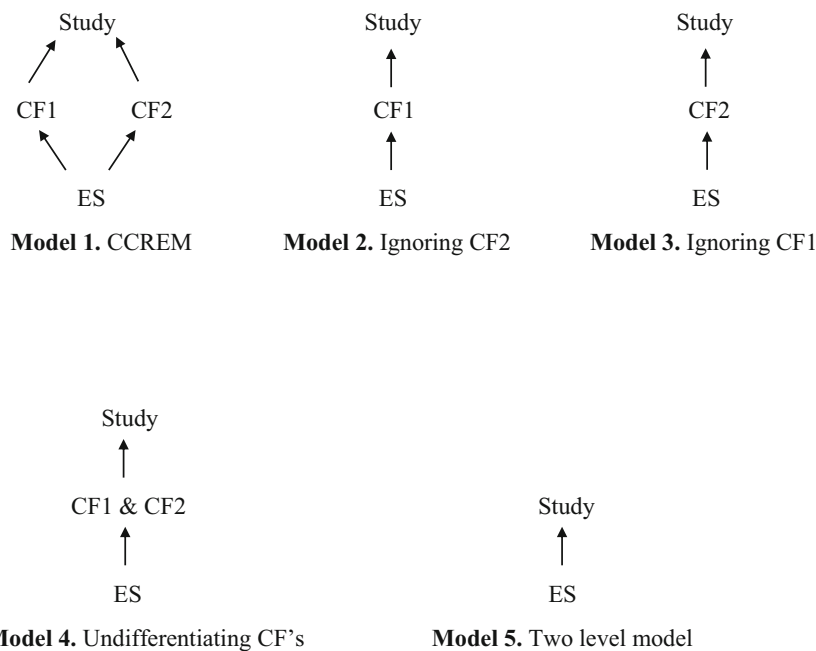 Study Study Study
CF1 CF2 CF1 CF2
ES ES ES
Model 1. CCREM Model 2. Ignoring CF2 Model 3. Ignoring CF1
Study
CF1 & CF2 Study
ES ES
Model 4. Undifferentiating CF's Model 5. Two level model